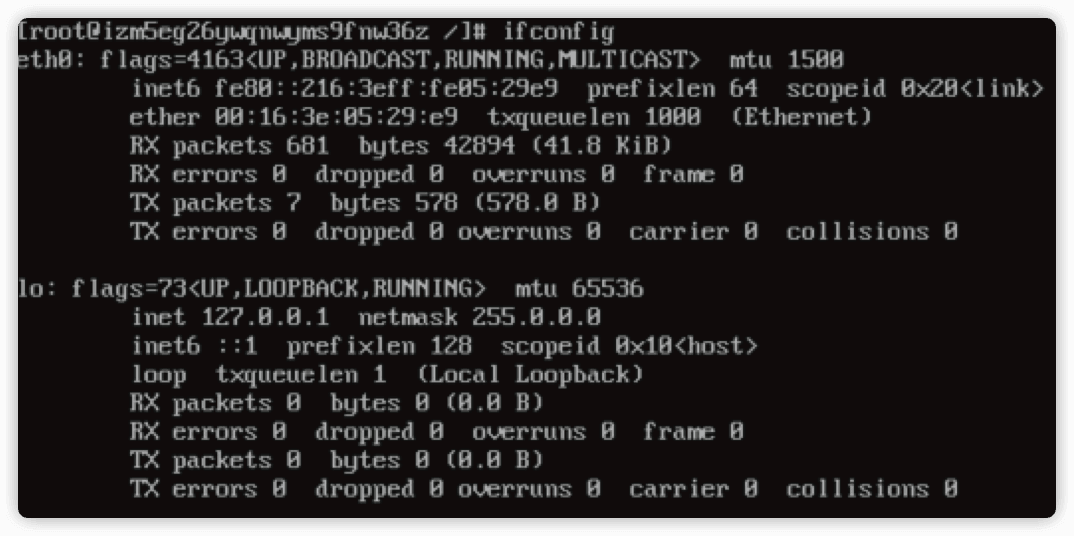 [root@izm5eg26ywqnwyms9fnw36z /]# ifconfig
eth0: flags=4163<UP,BROADCAST,RUNNING,MULTICAST>  mtu 1500
        inet6 fe80::216:3eff:fe05:29e9  prefixlen 64  scopeid 0x20<link>
        ether 00:16:3e:05:29:e9  txqueuelen 1000  (Ethernet)
        RX packets 681  bytes 42894 (41.8 KiB)
        RX errors 0  dropped 0  overruns 0  frame 0
        TX packets 7  bytes 578 (578.0 B)
        TX errors 0  dropped 0 overruns 0  carrier 0  collisions 0

lo: flags=73<UP,LOOPBACK,RUNNING>  mtu 65536
        inet 127.0.0.1  netmask 255.0.0.0
        inet6 ::1  prefixlen 128  scopeid 0x10<host>
        loop  txqueuelen 1  (Local Loopback)
        RX packets 0  bytes 0 (0.0 B)
        RX errors 0  dropped 0  overruns 0  frame 0
        TX packets 0  bytes 0 (0.0 B)
        TX errors 0  dropped 0 overruns 0  carrier 0  collisions 0